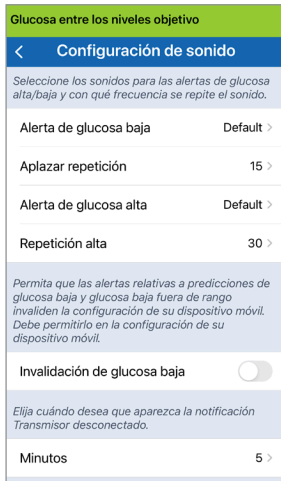 Glucosa entre los niveles objetivo
< Configuración de sonido
Seleccione los sonidos para las alertas de glucosa
alta/baja y con qué frecuencia se repite el sonido.
Alerta de glucosa baja Default >
Aplazar repetición 15 >
Alerta de glucosa alta Default >
Repetición alta 30 >
Permita que las alertas relativas a predicciones de
glucosa baja y glucosa baja fuera de rango
invaliden la configuración de su dispositivo móvil.
Debe permitirlo en la configuración de su
dispositivo móvil.
Invalidación de glucosa baja
Elija cuándo desea que aparezca la notificación
Transmisor desconectado.
Minutos 5 >